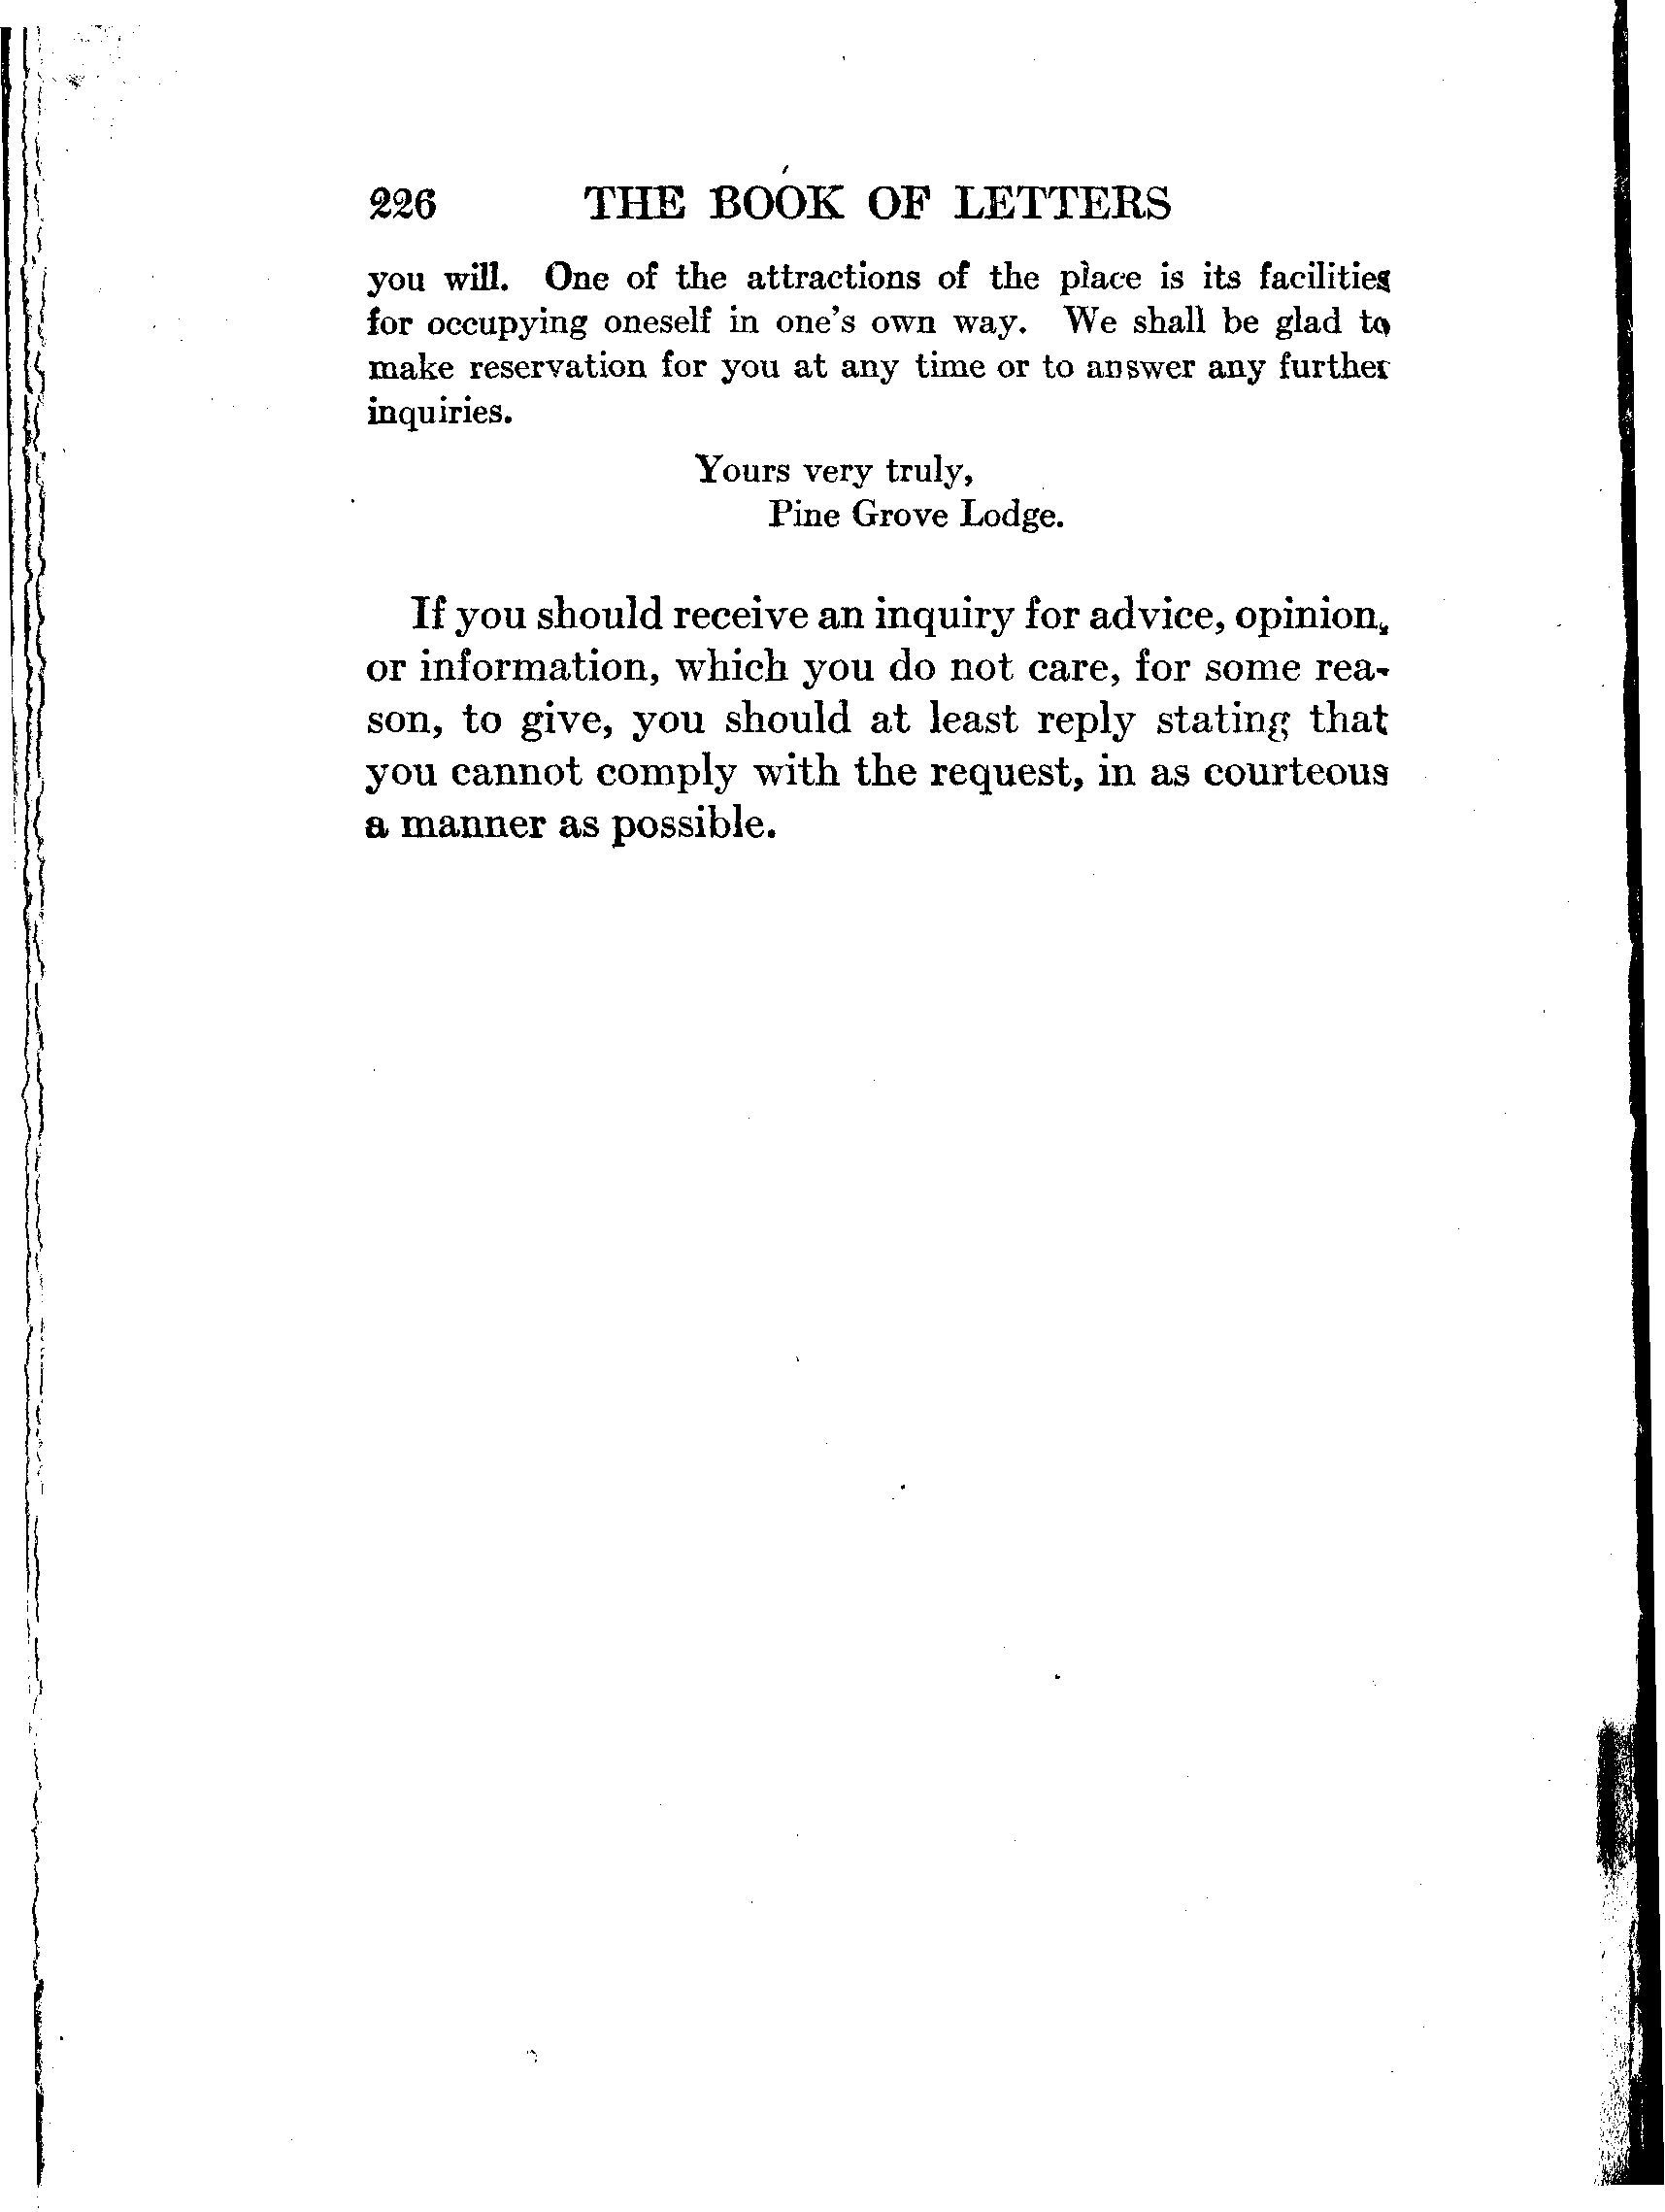 226 THE BOOK OF LETTERS
you will. One of the attractions of the place is its facilities
for occupying oneself in one's own way. We shall be glad to
make reservation for you at any time or to answer any further
inquiries.
Yours very truly,
Pine Grove Lodge.
If you should receive an inquiry for advice, opinion,
or information, which you do not care, for some rea-
son, to give, you should at least reply stating that
you cannot comply with the request, in as courteous
a manner as possible.